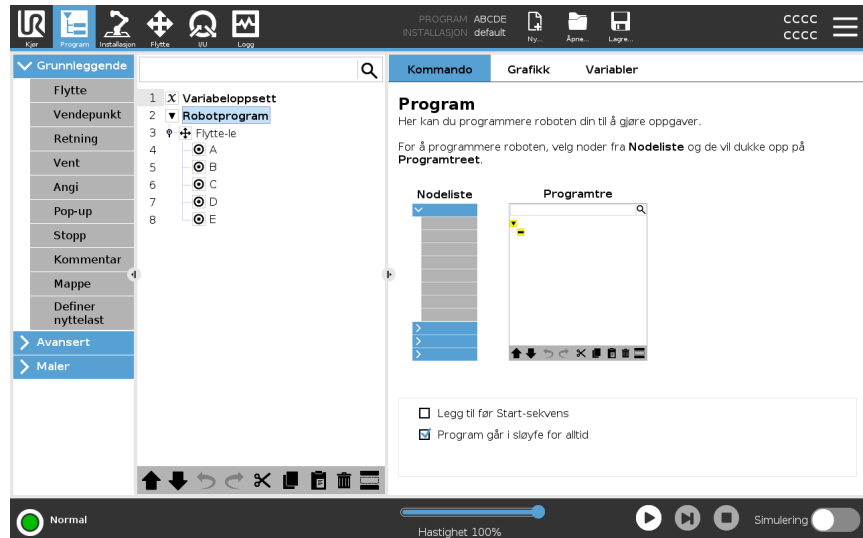 PROGRAM ABCDE
INSTALLASJON default
Ny...
Åpne...
Lagre...
cccc
cccc
Kjør
Program
Installasjon
Flytte
I/U
Logg
Grunnleggende
Flytte
Vendepunkt
Retning
Vent
Angi
Pop-up
Stopp
Kommentar
Mappe
Definer
nyttelast
Avansert
Maler
1 x Variabeloppsett
2 Robotprogram
3 Flytte-le
4 A
5 B
6 C
7 D
8 E
Kommando
Grafikk
Variabler
Program
Her kan du programmere roboten din til å gjøre oppgaver.
For å programmere roboten, velg noder fra Nodeliste og de vil dukke opp på
Programtreet.
Nodeliste
Programtre
Legg til før Start-sekvens
Program går i sløyfe for alltid
Normal
Hastighet 100%
Simulering